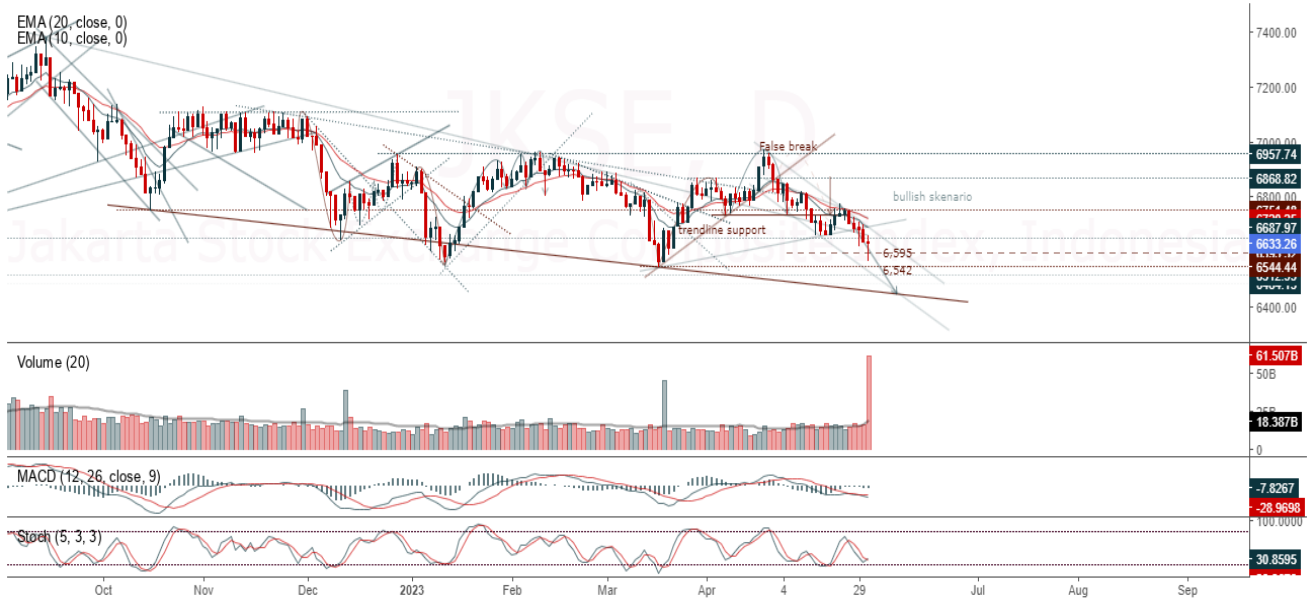 EMA (20, close, 0)
EMA (10, close, 0)
JKSE, D
7400.00
7200.00
7000.00
False break
6957.74
6868.82
bullish skenario
6800.00
6687.97
trendline support
6633.26
6,595
6544.44
6,542
6400.00
Volume (20)
61.507B
50B
18.387B
0
MACD (12, 26, close, 9)
-7.8267
-28.9698
100.0000
Stoch (5, 3, 3)
30.8595
Oct Nov Dec 2023 Feb Mar Apr 4 29 Jul Aug Sep